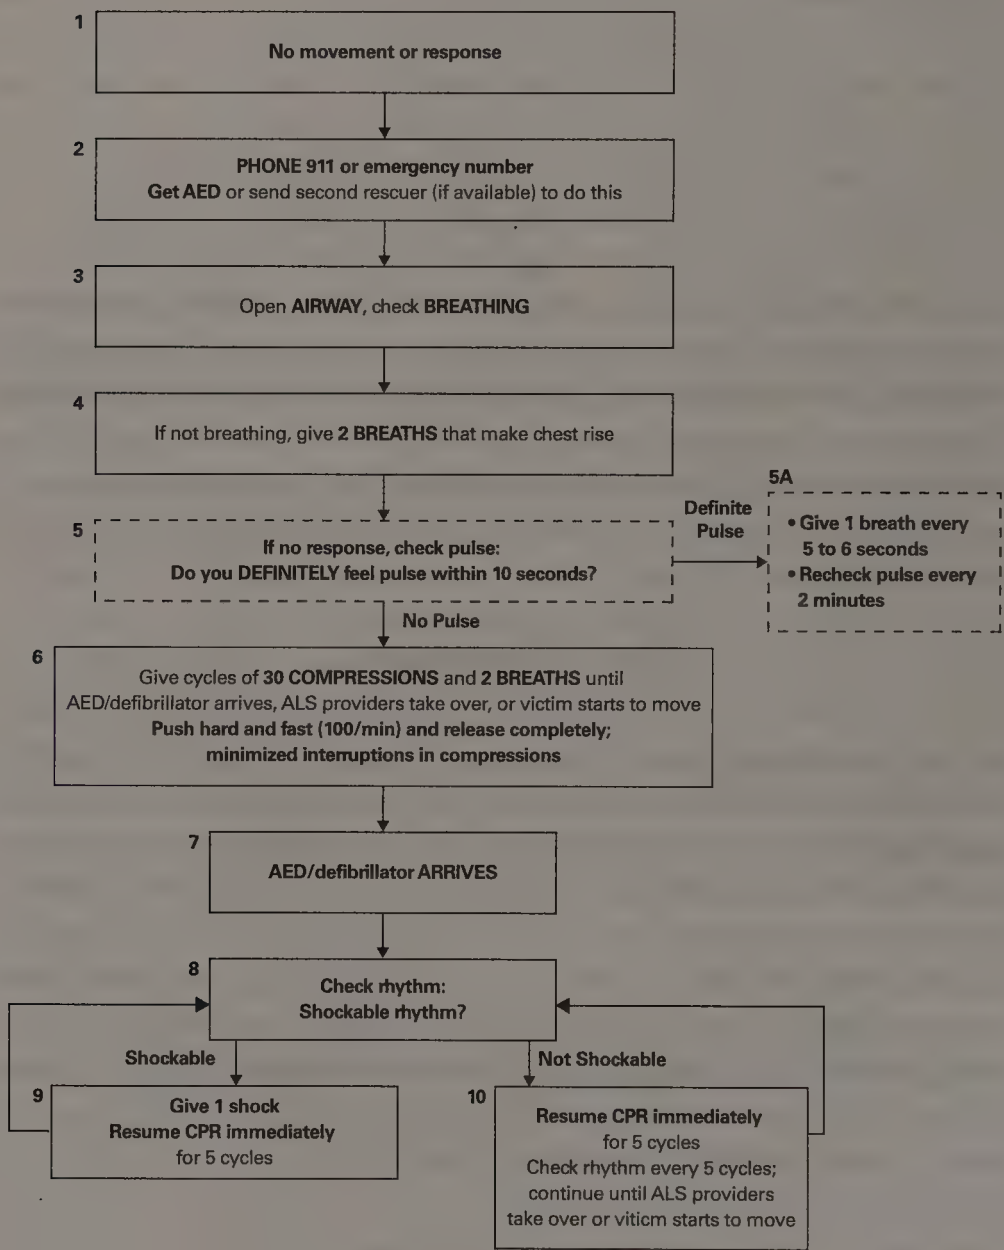 1
No movement or response
2
PHONE 911 or emergency number
Get AED or send second rescuer (if available) to do this
3
Open AIRWAY, check BREATHING
4
If not breathing, give 2 BREATHS that make chest rise
5
If no response, check pulse:
Do you DEFINITELY feel pulse within 10 seconds?
Definite
Pulse
5A
• Give 1 breath every
5 to 6 seconds
• Recheck pulse every
2 minutes
No Pulse
6
Give cycles of 30 COMPRESSIONS and 2 BREATHS until
AED/defibrillator arrives, ALS providers take over, or victim starts to move
Push hard and fast (100/min) and release completely;
minimized interruptions in compressions
7
AED/defibrillator ARRIVES
8
Check rhythm:
Shockable rhythm?
Shockable
Not Shockable
9
Give 1 shock
Resume CPR immediately
for 5 cycles
10
Resume CPR immediately
for 5 cycles
Check rhythm every 5 cycles;
continue until ALS providers
take over or viticm starts to move